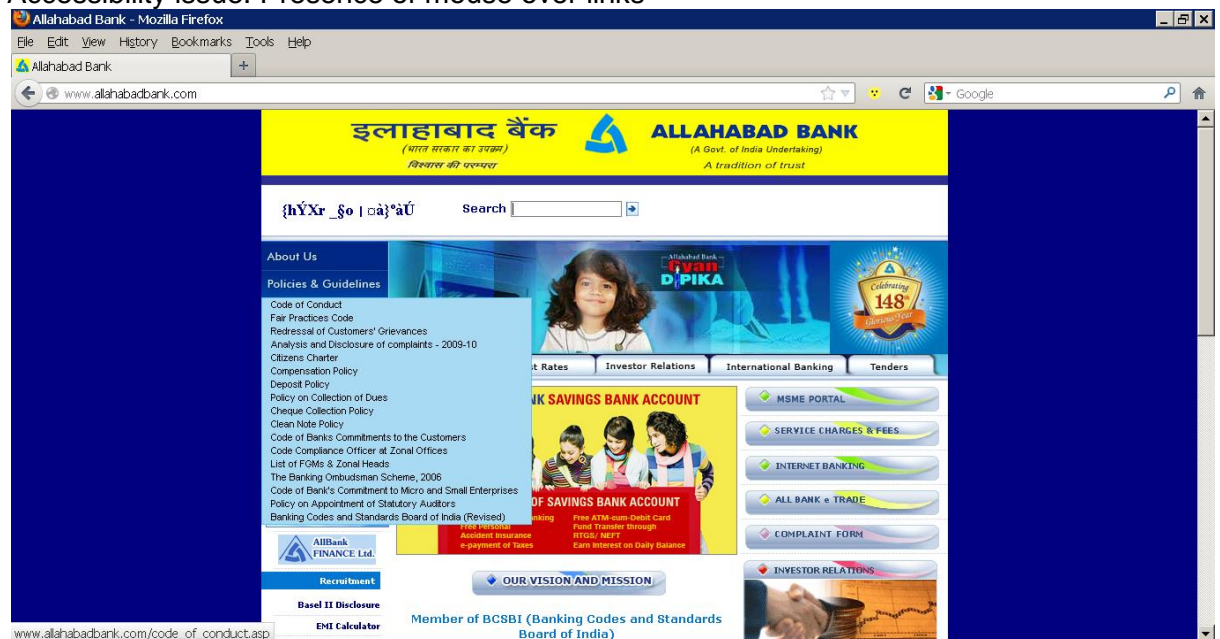 Accessibility issue: Presence of mouse over links
Allahabad Bank - Mozilla Firefox
File Edit View History Bookmarks Tools Help
Allahabad Bank
www.allahabadbank.com
Google
इलाहाबाद बैंक
(भारत सरकार का उपक्रम)
विश्वास की परम्परा
ALLAHABAD BANK
(A Govt. of India Undertaking)
A tradition of trust
Search
About Us
Policies & Guidelines
Code of Conduct
Fair Practices Code
Redressal of Customers' Grievances
Analysis and Disclosure of complaints - 2009-10
Citizens Charter
Compensation Policy
Deposit Policy
Policy on Collection of Dues
Cheque Collection Policy
Clean Note Policy
Code of Banks Commitments to the Customers
Code Compliance Officer at Zonal Offices
List of FGMs & Zonal Heads
The Banking Ombudsman Scheme, 2006
Code of Bank's Commitment to Micro and Small Enterprises
Policy on Appointment of Statutory Auditors
Banking Codes and Standards Board of India (Revised)
Allahabad Bank
Gyan
DIPIKA
Celebrating
148th
Glorious Year
Rates
Investor Relations
International Banking
Tenders
SAVINGS BANK ACCOUNT
OF SAVINGS BANK ACCOUNT
Free Personal
Accident Insurance
e-payment of Taxes
Free ATM-cum-Debit Card
Fund Transfer through
RTGS/ NEFT
Earn Interest on Daily Balance
MSME PORTAL
SERVICE CHARGES & FEES
INTERNET BANKING
ALL BANK e TRADE
COMPLAINT FORM
INVESTOR RELATIONS
AllBank
FINANCE Ltd.
Recruitment
Basel II Disclosure
EMI Calculator
OUR VISION AND MISSION
Member of BCSBI (Banking Codes and Standards
Board of India)
www.allahabadbank.com/code_of_conduct.asp